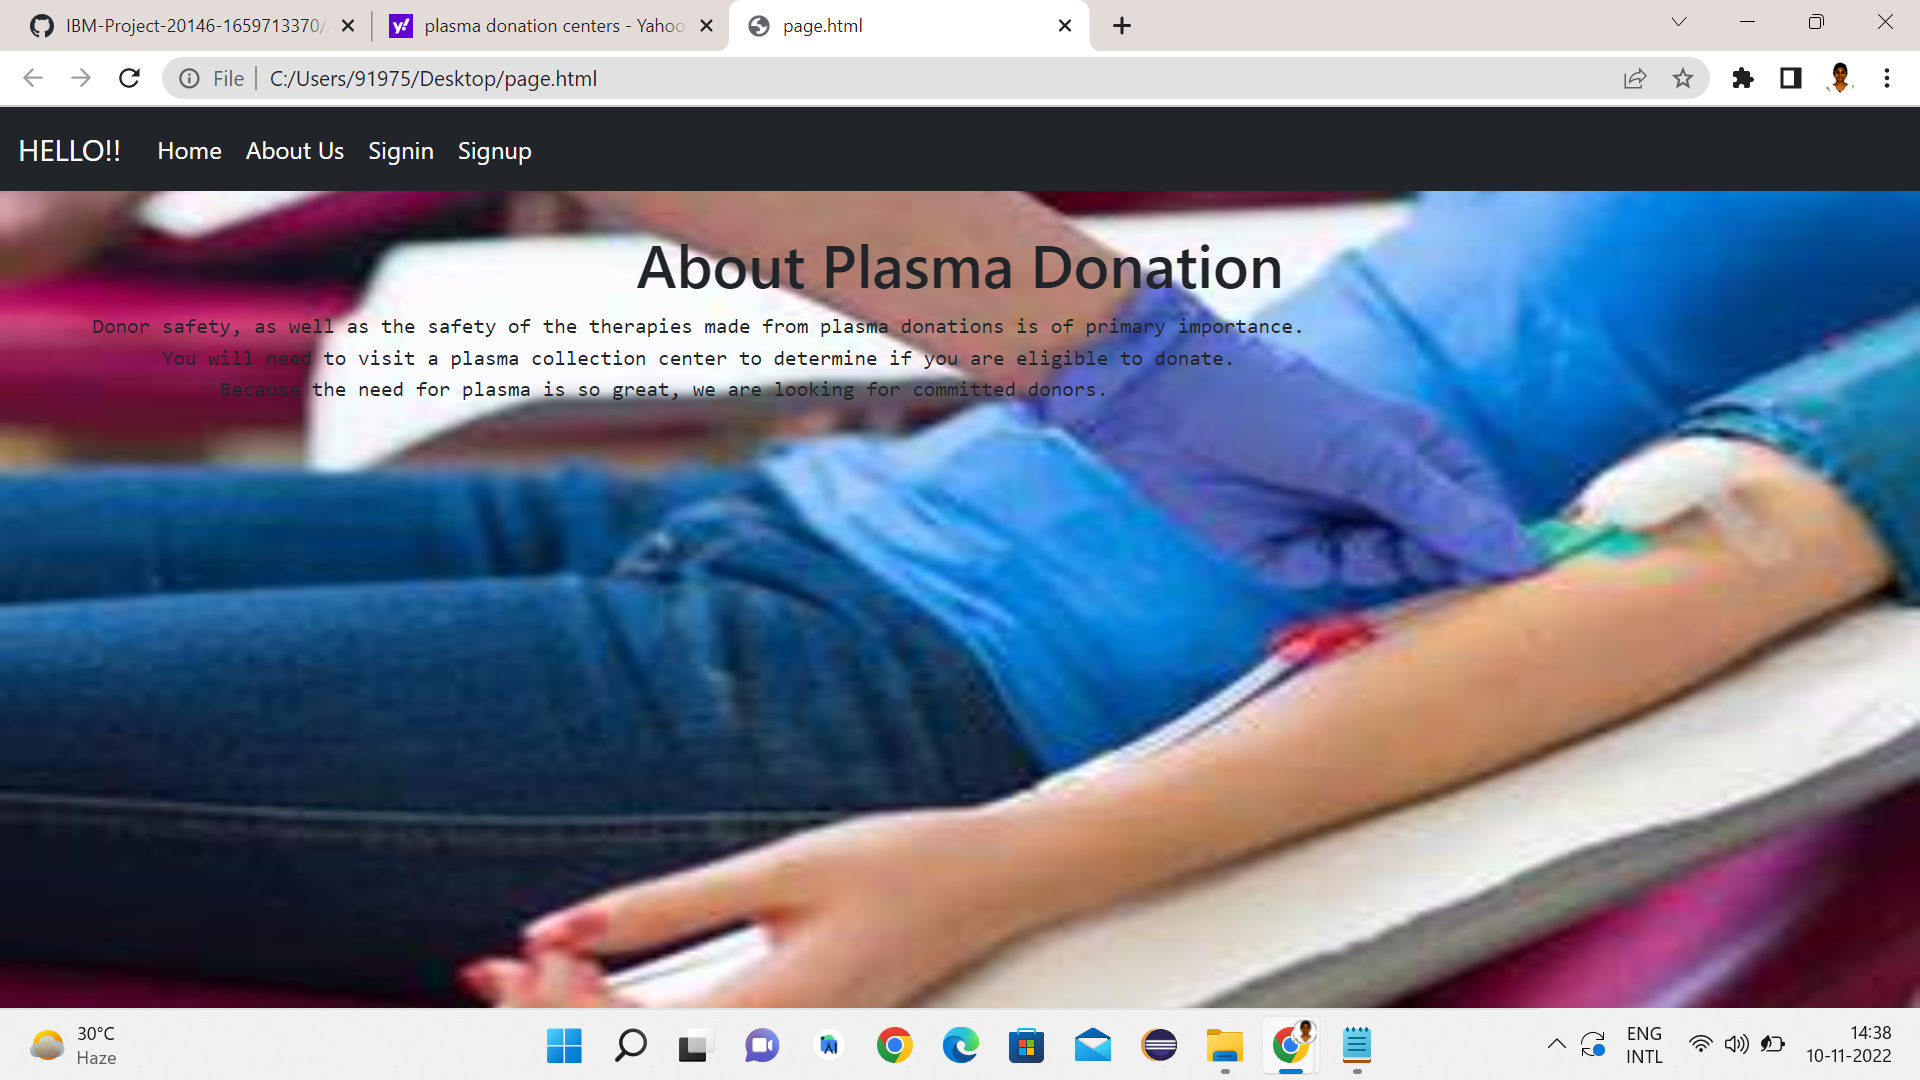 IBM-Project-20146-1659713370/
plasma donation centers - Yahoo
page.html
File
C:/Users/91975/Desktop/page.html
HELLO!!
Home
About Us
Signin
Signup
About Plasma Donation
Donor safety, as well as the safety of the therapies made from plasma donations is of primary importance.
You will need to visit a plasma collection center to determine if you are eligible to donate.
Because the need for plasma is so great, we are looking for committed donors.
30°C
Haze
ENG
INTL
14:38
10-11-2022